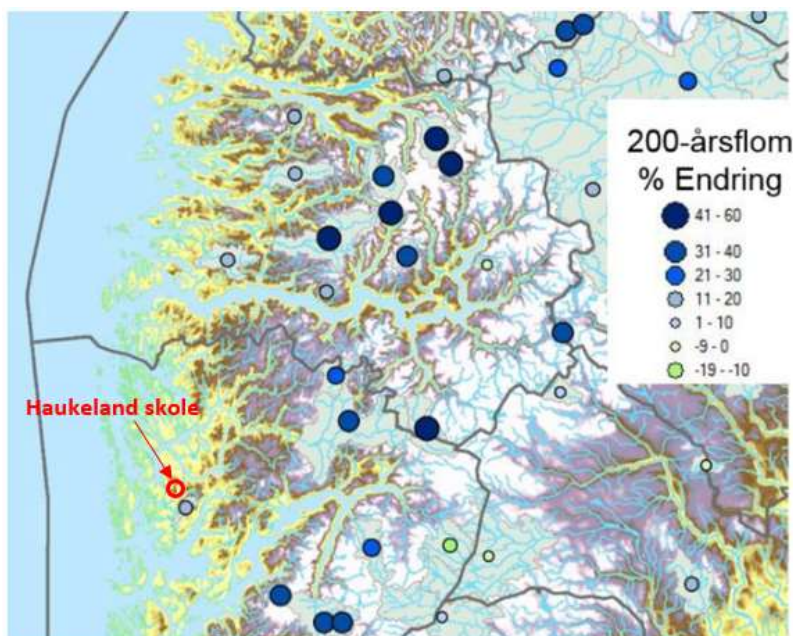 200-årsflom
% Endring
41 - 60
31 - 40
21 - 30
11 - 20
1 - 10
-9 - 0
-19 - -10
Haukeland skole